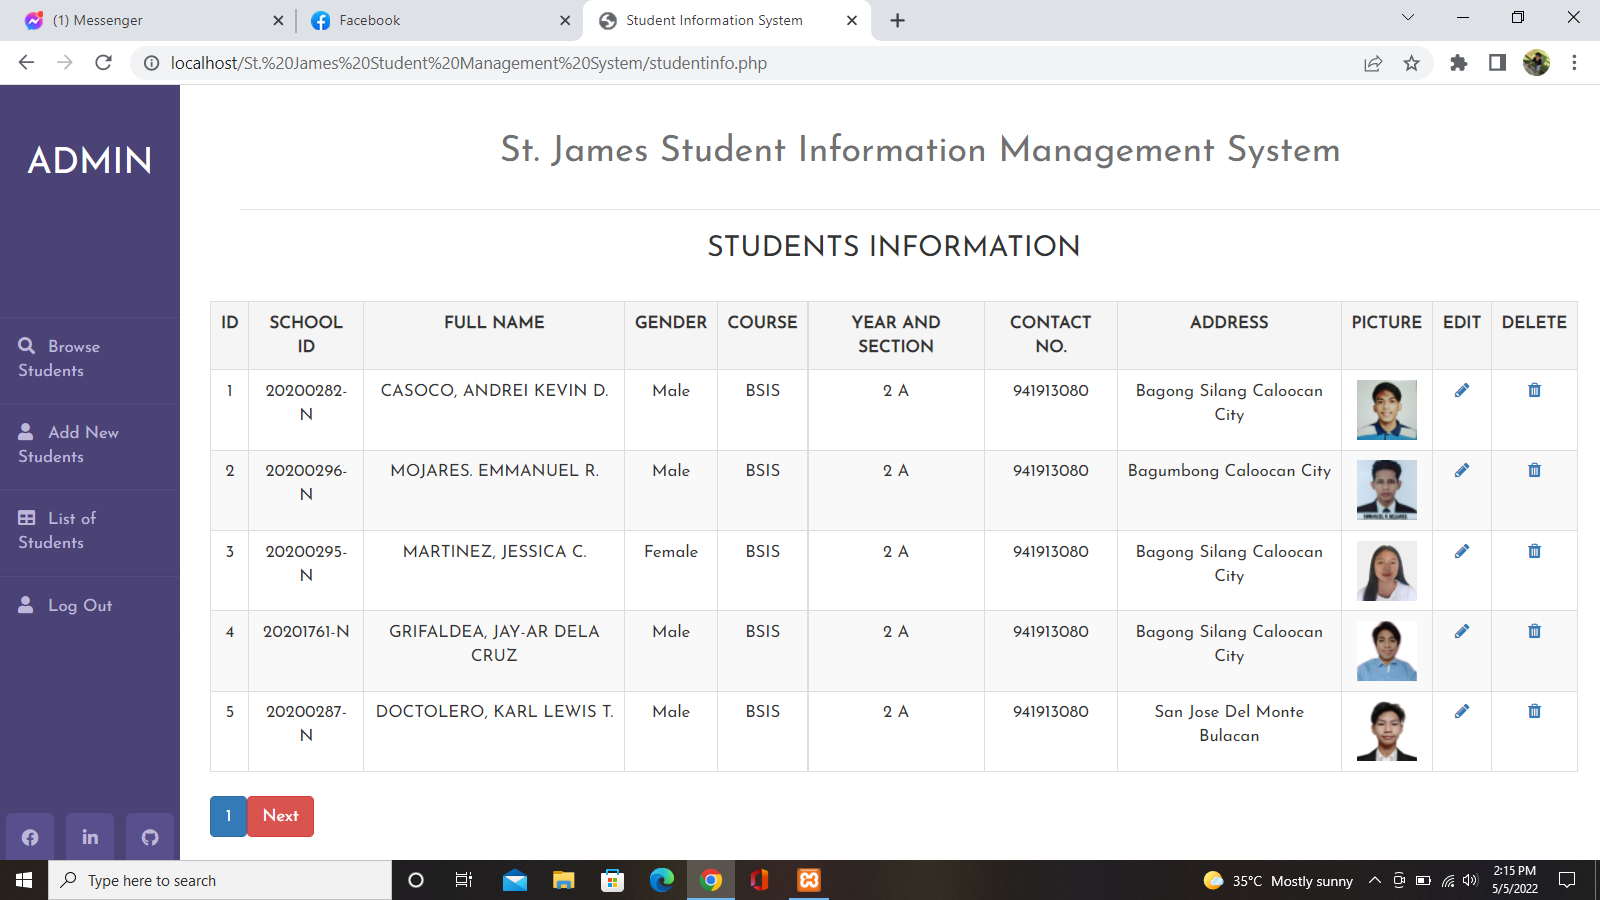 (1) Messenger
Facebook
Student Information System
localhost/St.%20James%20Student%20Management%20System/studentinfo.php
ADMIN
Browse
Students
Add New
Students
List of
Students
Log Out
St. James Student Information Management System
STUDENTS INFORMATION
ID SCHOOL FULL NAME GENDER COURSE YEAR AND CONTACT ADDRESS PICTURE EDIT DELETE
ID SECTION NO.
1 20200282- CASOCO, ANDREI KEVIN D. Male BSIS 2 A 941913080 Bagong Silang Caloocan
N City
2 20200296- MOJARES. EMMANUEL R. Male BSIS 2 A 941913080 Bagumbong Caloocan City
N
3 20200295- MARTINEZ, JESSICA C. Female BSIS 2 A 941913080 Bagong Silang Caloocan
N City
4 20201761-N GRIFALDEA, JAY-AR DELA Male BSIS 2 A 941913080 Bagong Silang Caloocan
CRUZ City
5 20200287- DOCTOLERO, KARL LEWIS T. Male BSIS 2 A 941913080 San Jose Del Monte
N Bulacan
1 Next
Type here to search
35°C Mostly sunny
2:15 PM
5/5/2022